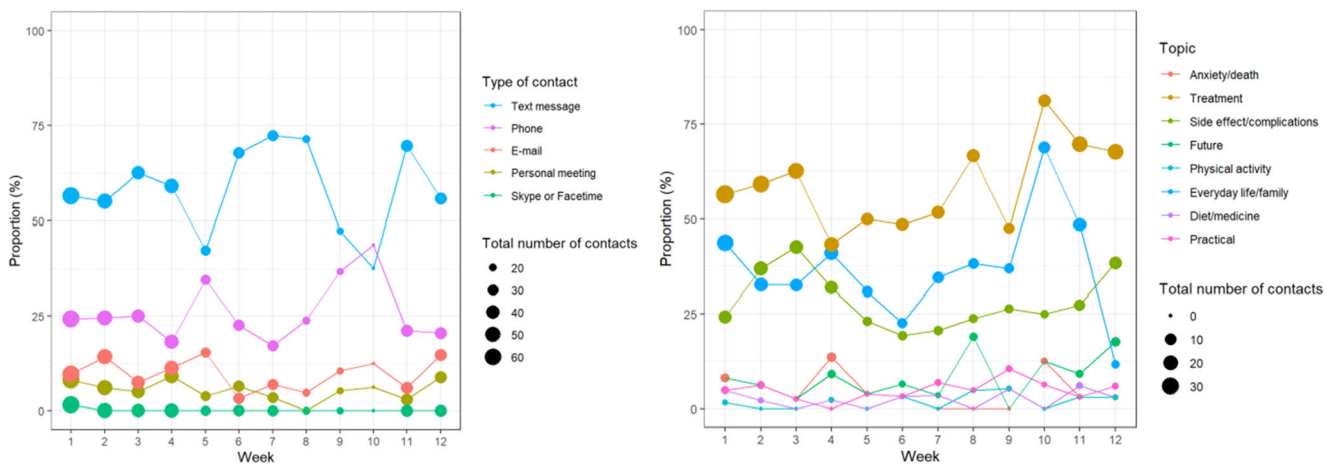 100
75
50
25
0
Proportion (%)
1 2 3 4 5 6 7 8 9 10 11 12
Week
Type of contact
Text message
Phone
E-mail
Personal meeting
Skype or Facetime
Total number of contacts
20
30
40
50
60
100
75
50
25
0
Proportion (%)
1 2 3 4 5 6 7 8 9 10 11 12
Week
Topic
Anxiety/death
Treatment
Side effect/complications
Future
Physical activity
Everyday life/family
Diet/medicine
Practical
Total number of contacts
0
10
20
30